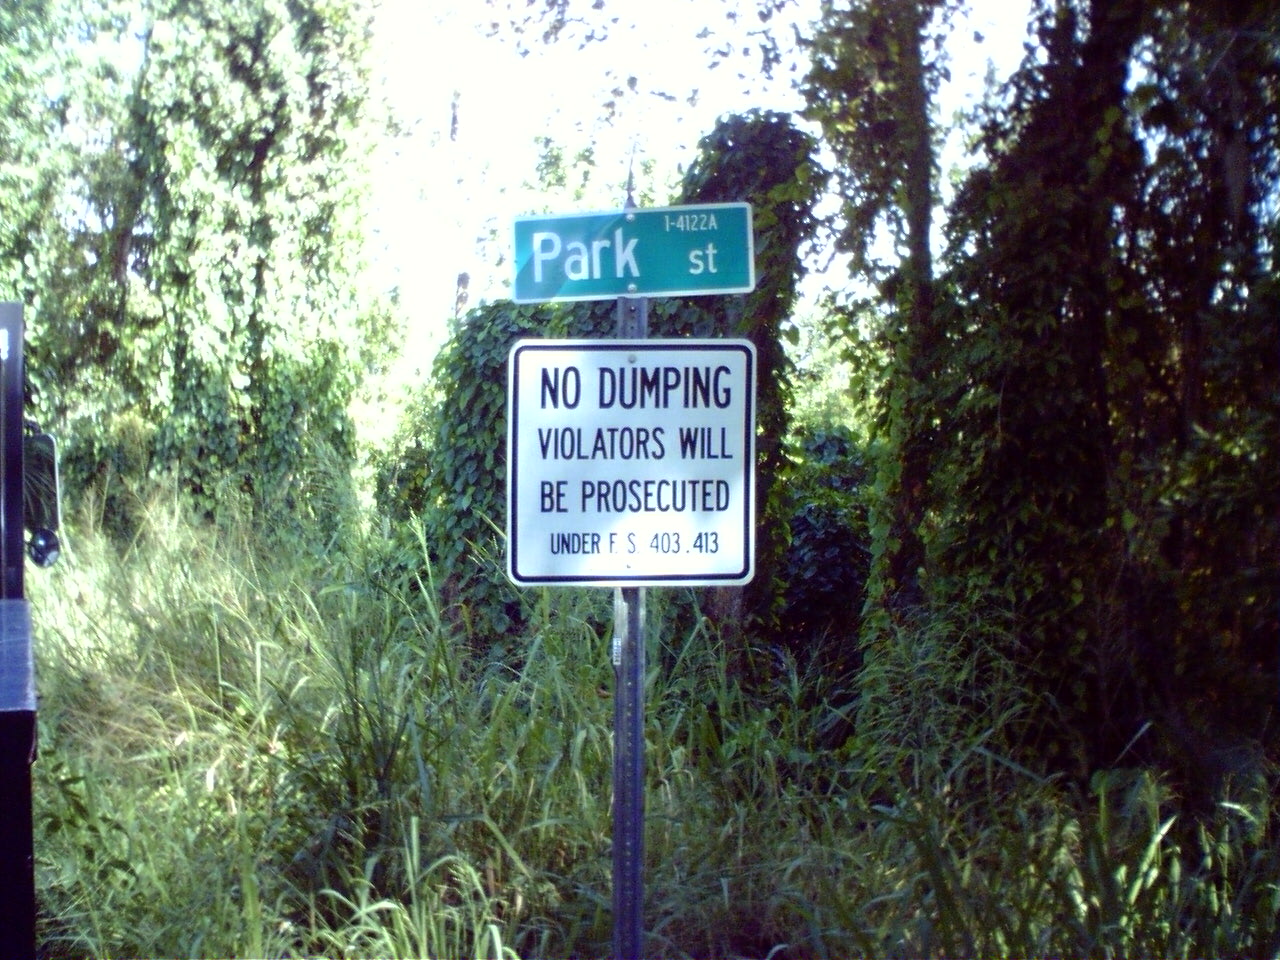 1-4122A
Park st
NO DUMPING
VIOLATORS WILL
BE PROSECUTED
UNDER F. S. 403.413